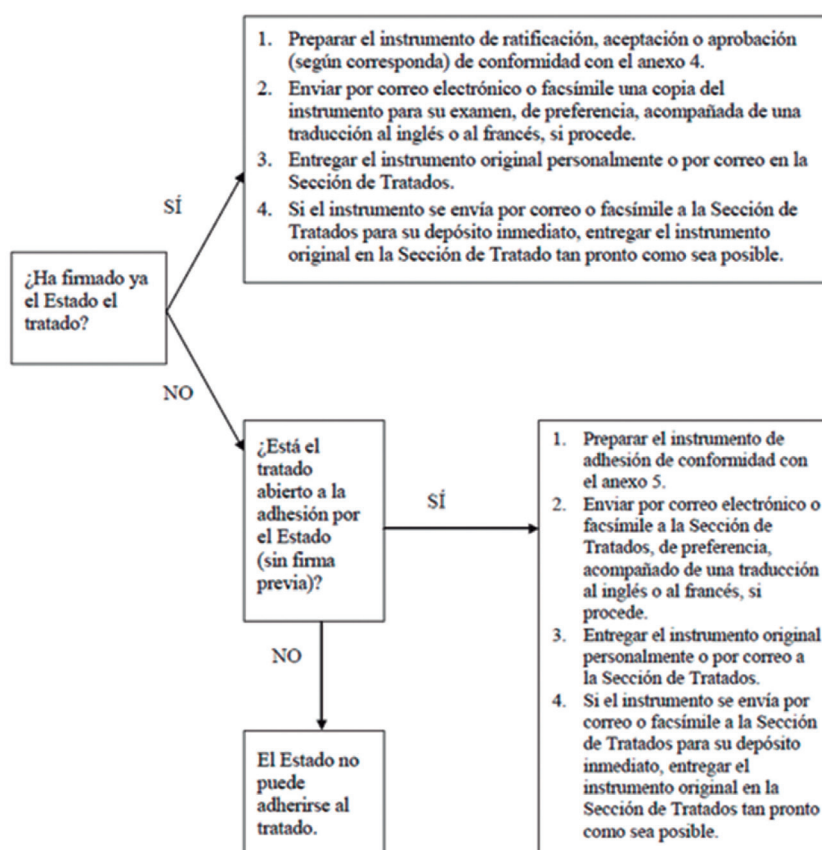 1. Preparar el instrumento de ratificación, aceptación o aprobación
(según corresponda) de conformidad con el anexo 4.
2. Enviar por correo electrónico o facsímile una copia del
instrumento para su examen, de preferencia, acompañada de una
traducción al inglés o al francés, si procede.
3. Entregar el instrumento original personalmente o por correo en la
Sección de Tratados.
4. Si el instrumento se envía por correo o facsímile a la Sección de
Tratados para su depósito inmediato, entregar el instrumento
original en la Sección de Tratado tan pronto como sea posible.
SÍ
¿Ha firmado ya
el Estado el
tratado?
NO
¿Está el
tratado
abierto a la
adhesión por
el Estado
(sin firma
previa)?
SÍ
1. Preparar el instrumento de
adhesión de conformidad con
el anexo 5.
2. Enviar por correo electrónico o
facsímile a la Sección de
Tratados, de preferencia,
acompañado de una traducción
al inglés o al francés, si
procede.
3. Entregar el instrumento original
personalmente o por correo a
la Sección de Tratados.
4. Si el instrumento se envía por
correo o facsímile a la Sección
de Tratados para su depósito
inmediato, entregar el
instrumento original en la
Sección de Tratados tan pronto
como sea posible.
NO
El Estado no
puede
adherirse al
tratado.